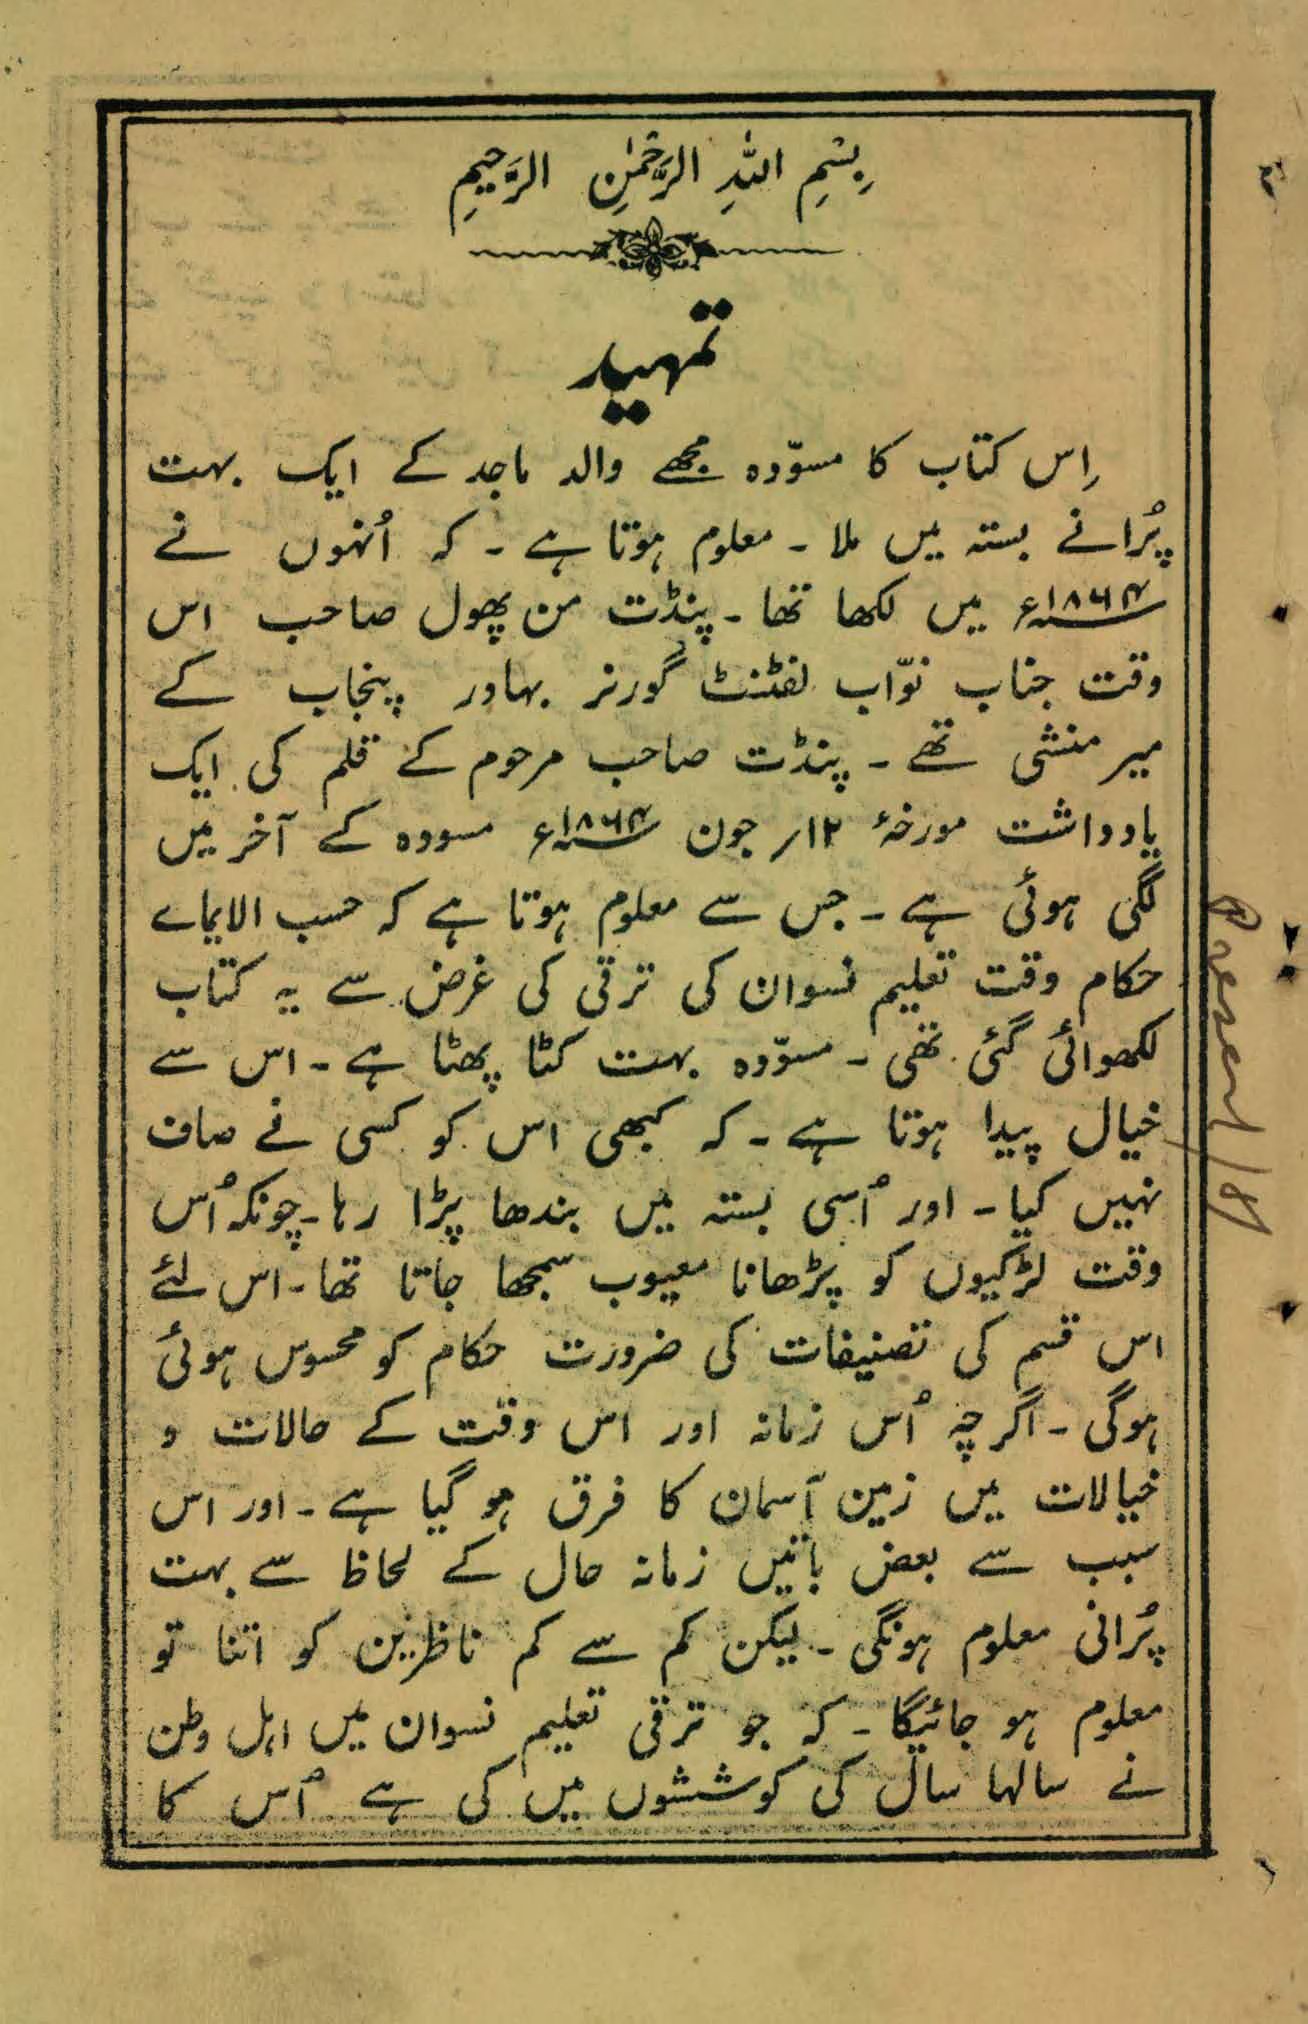 بِسْمِ اللّٰهِ الرَّحْمٰنِ الرَّحِيْمِ
تمہید
اِس کتاب کا مسوّدہ مجھے والد ماجد کے ایک بہت
پُرانے بستہ میں ملا ۔ معلوم ہوتا ہے ۔ کہ اُنہوں نے
۱۸۶۴ء میں لکھا تھا ۔ پنڈت من پھول صاحب اس
وقت جناب نوّاب لفٹنٹ گورنر بہادر پنجاب کے
میر منشی تھے ۔ پنڈت صاحب مرحوم کے قلم کی ایک
یادداشت مورخۂ ۱۲؍ جون ۱۸۶۴ء مسودہ کے آخر میں
لگی ہوئی ہے ۔ جس سے معلوم ہوتا ہے کہ حسب الایماے
حکام وقت تعلیم نسوان کی ترقی کی غرض سے یہ کتاب
لکھوائی گئی تھی ۔ مسوّدہ بہت کٹا پھٹا ہے ۔ اس سے
خیال پیدا ہوتا ہے ۔ کہ کبھی اس کو کسی نے صاف
نہیں کیا ۔ اور اُسی بستہ میں بندھا پڑا رہا ۔ چونکہ اُس
وقت لڑکیوں کو پڑھانا معیوب سمجھا جاتا تھا ۔ اس لئے
اس قسم کی تصنیفات کی ضرورت حکام کو محسوس ہوئی
ہوگی ۔ اگرچہ اُس زمانہ اور اس وقت کے حالات و
خیالات میں زمین آسمان کا فرق ہو گیا ہے ۔ اور اس
سبب سے بعض باتیں زمانہ حال کے لحاظ سے بہت
پُرانی معلوم ہونگی ۔ لیکن کم سے کم ناظرین کو اتنا تو
معلوم ہو جائیگا ۔ کہ جو ترقی تعلیم نسوان میں اہل وطن
نے سالہا سال کی کوششوں میں کی ہے اُس کا